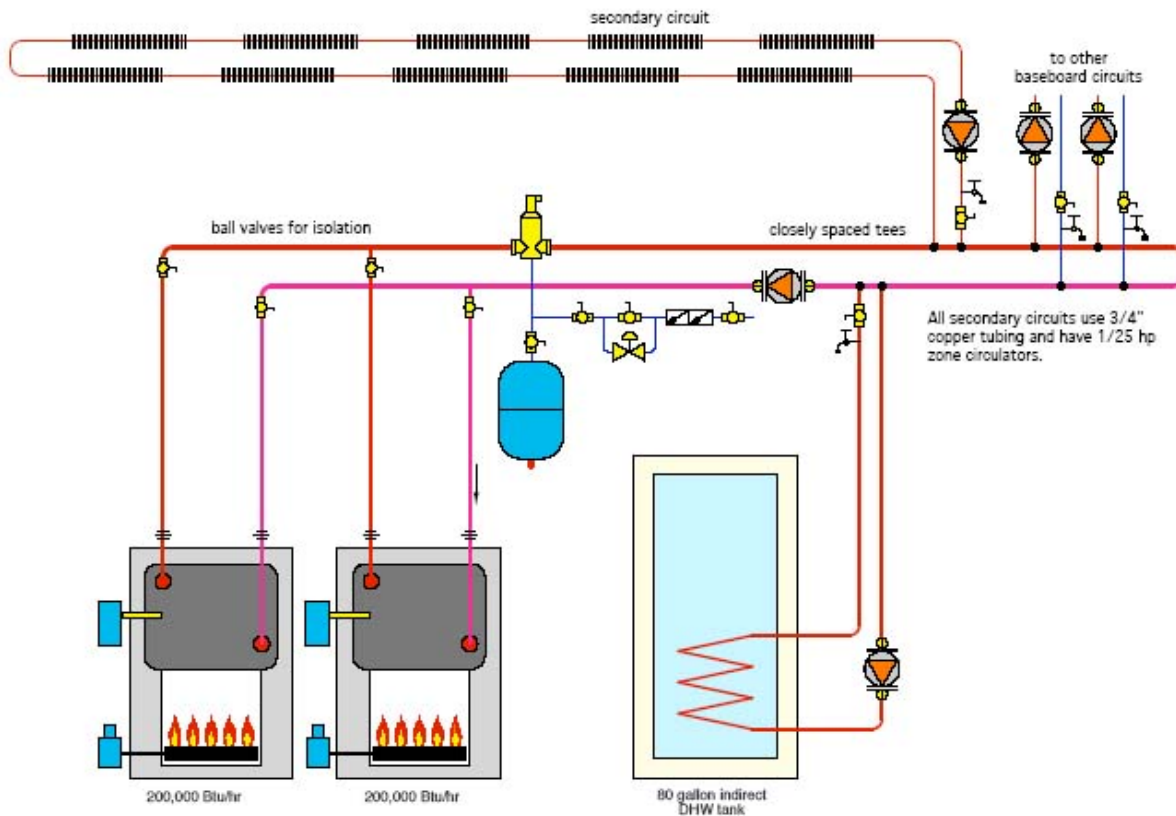 secondary circuit
to other
baseboard circuits
ball valves for isolation
closely spaced tees
All secondary circuits use 3/4"
copper tubing and have 1/25 hp
zone circulators.
200,000 Btu/hr
200,000 Btu/hr
80 gallon indirect
DHW tank